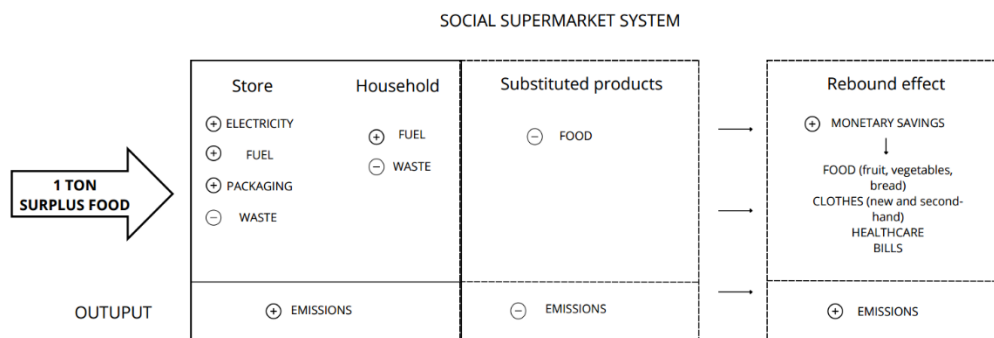 SOCIAL SUPERMARKET SYSTEM
1 TON
SURPLUS FOOD
Store
+ ELECTRICITY
+ FUEL
+ PACKAGING
− WASTE
Household
+ FUEL
− WASTE
Substituted products
− FOOD
Rebound effect
+ MONETARY SAVINGS
FOOD (fruit, vegetables,
bread)
CLOTHES (new and second-
hand)
HEALTHCARE
BILLS
OUTUPUT
+ EMISSIONS
− EMISSIONS
+ EMISSIONS